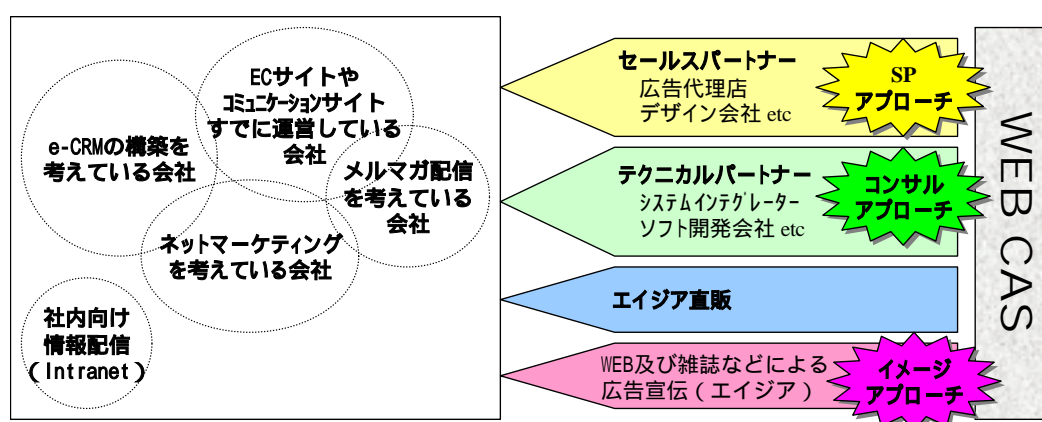 ECサイトや
コミュニケーションサイト
すでに運営している
会社
e-CRMの構築を
考えている会社
メルマガ配信
を考えている
会社
ネットマーケティング
を考えている会社
社内向け
情報配信
(Intranet)
セールスパートナー
広告代理店
デザイン会社 etc
SP
アプローチ
テクニカルパートナー
システムインテグレーター
ソフト開発会社 etc
コンサル
アプローチ
エイジア直販
WEB及び雑誌などによる
広告宣伝(エイジア)
イメージ
アプローチ
WEB CAS